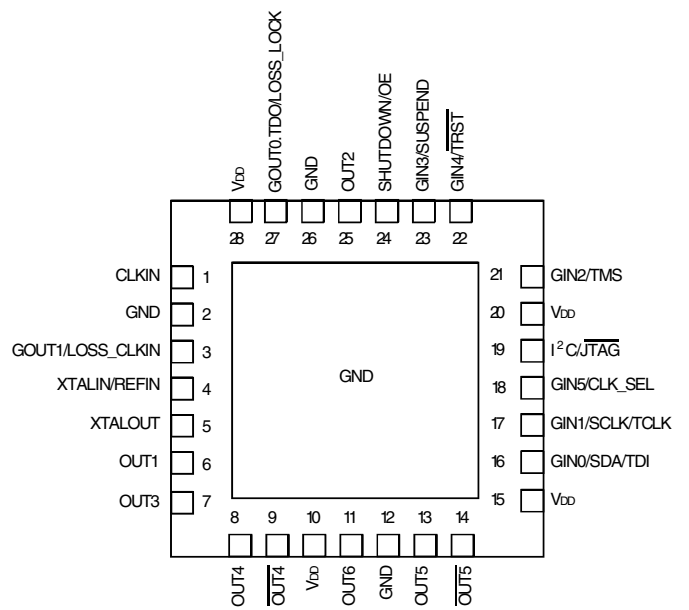 VDD
GOUT0.TDO/LOSS_LOCK
GND
OUT2
SHUTDOWN/OE
GIN3/SUSPEND
GIN4/TRST
28
27
26
25
24
23
22
CLKIN
1
GND
2
GOUT1/LOSS_CLKIN
3
XTALIN/REFIN
4
XTALOUT
5
OUT1
6
OUT3
7
GND
21
GIN2/TMS
20
VDD
19
I²C/JTAG
18
GIN5/CLK_SEL
17
GIN1/SCLK/TCLK
16
GIN0/SDA/TDI
15
VDD
8
9
10
11
12
13
14
OUT4
OUT4
VDD
OUT6
GND
OUT5
OUT5